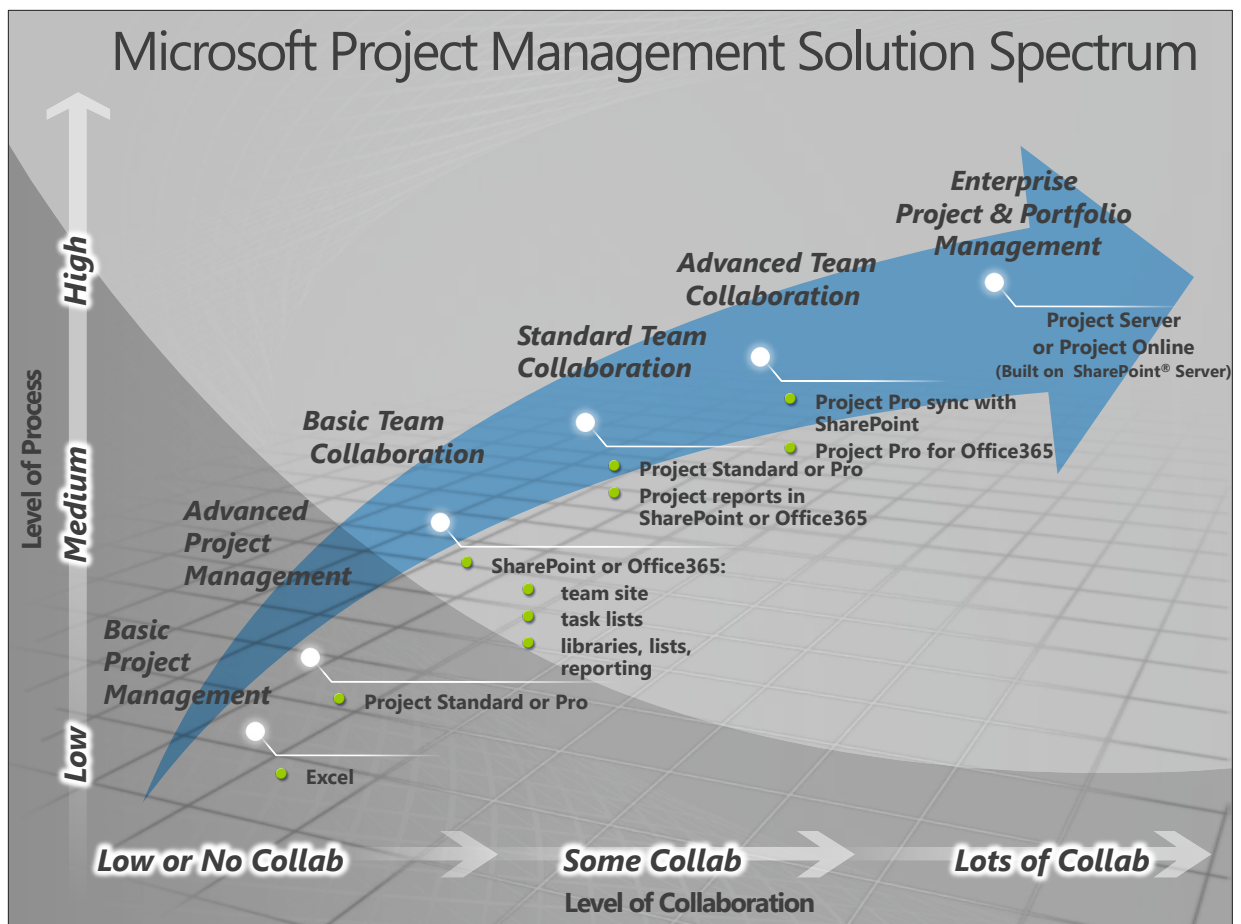 Microsoft Project Management Solution Spectrum
Enterprise
Project & Portfolio
Management
Project Server
or Project Online
(Built on SharePoint® Server)
Advanced Team
Collaboration
Project Pro sync with
SharePoint
Project Pro for Office365
Standard Team
Collaboration
Project Standard or Pro
Project reports in
SharePoint or Office365
Basic Team
Collaboration
SharePoint or Office365:
team site
task lists
libraries, lists,
reporting
Advanced
Project
Management
Project Standard or Pro
Basic
Project
Management
Excel
Level of Process
High
Medium
Low
Low or No Collab
Some Collab
Lots of Collab
Level of Collaboration